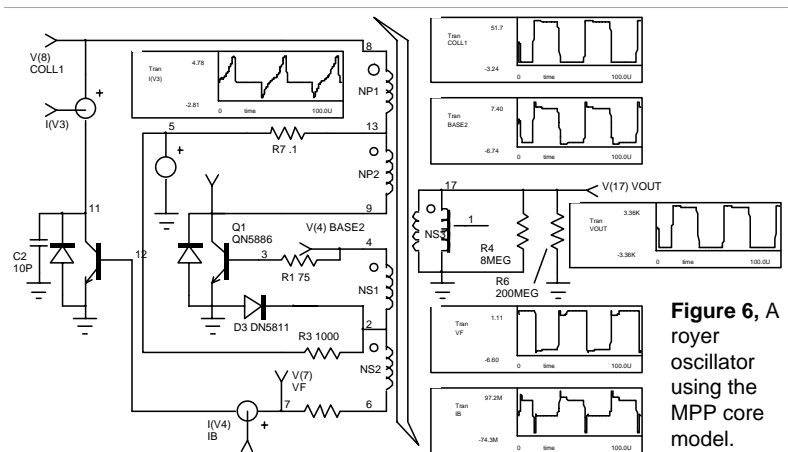 V(8)
COLL1
I(V3)
11
C2
10P
12
Tran
I(V3)
4.78
-2.81
0 time 100.0U
5
R7 .1
Q1
QN5886
V(4) BASE2
3
R1 75
D3 DN5811
R3 1000
V(7)
VF
7
I(V4)
IB
8
NP1
13
NP2
9
4
NS1
2
NS2
6
Tran
COLL1
51.7
-3.24
0 time 100.0U
Tran
BASE2
7.40
-6.74
0 time 100.0U
17
V(17) VOUT
NS3
1
R4
8MEG
R6
200MEG
Tran
VOUT
3.36K
-3.36K
0 time 100.0U
Tran
VF
1.11
-6.60
0 time 100.0U
Tran
IB
97.2M
-74.3M
0 time 100.0U
Figure 6, A
royer
oscillator
using the
MPP core
model.